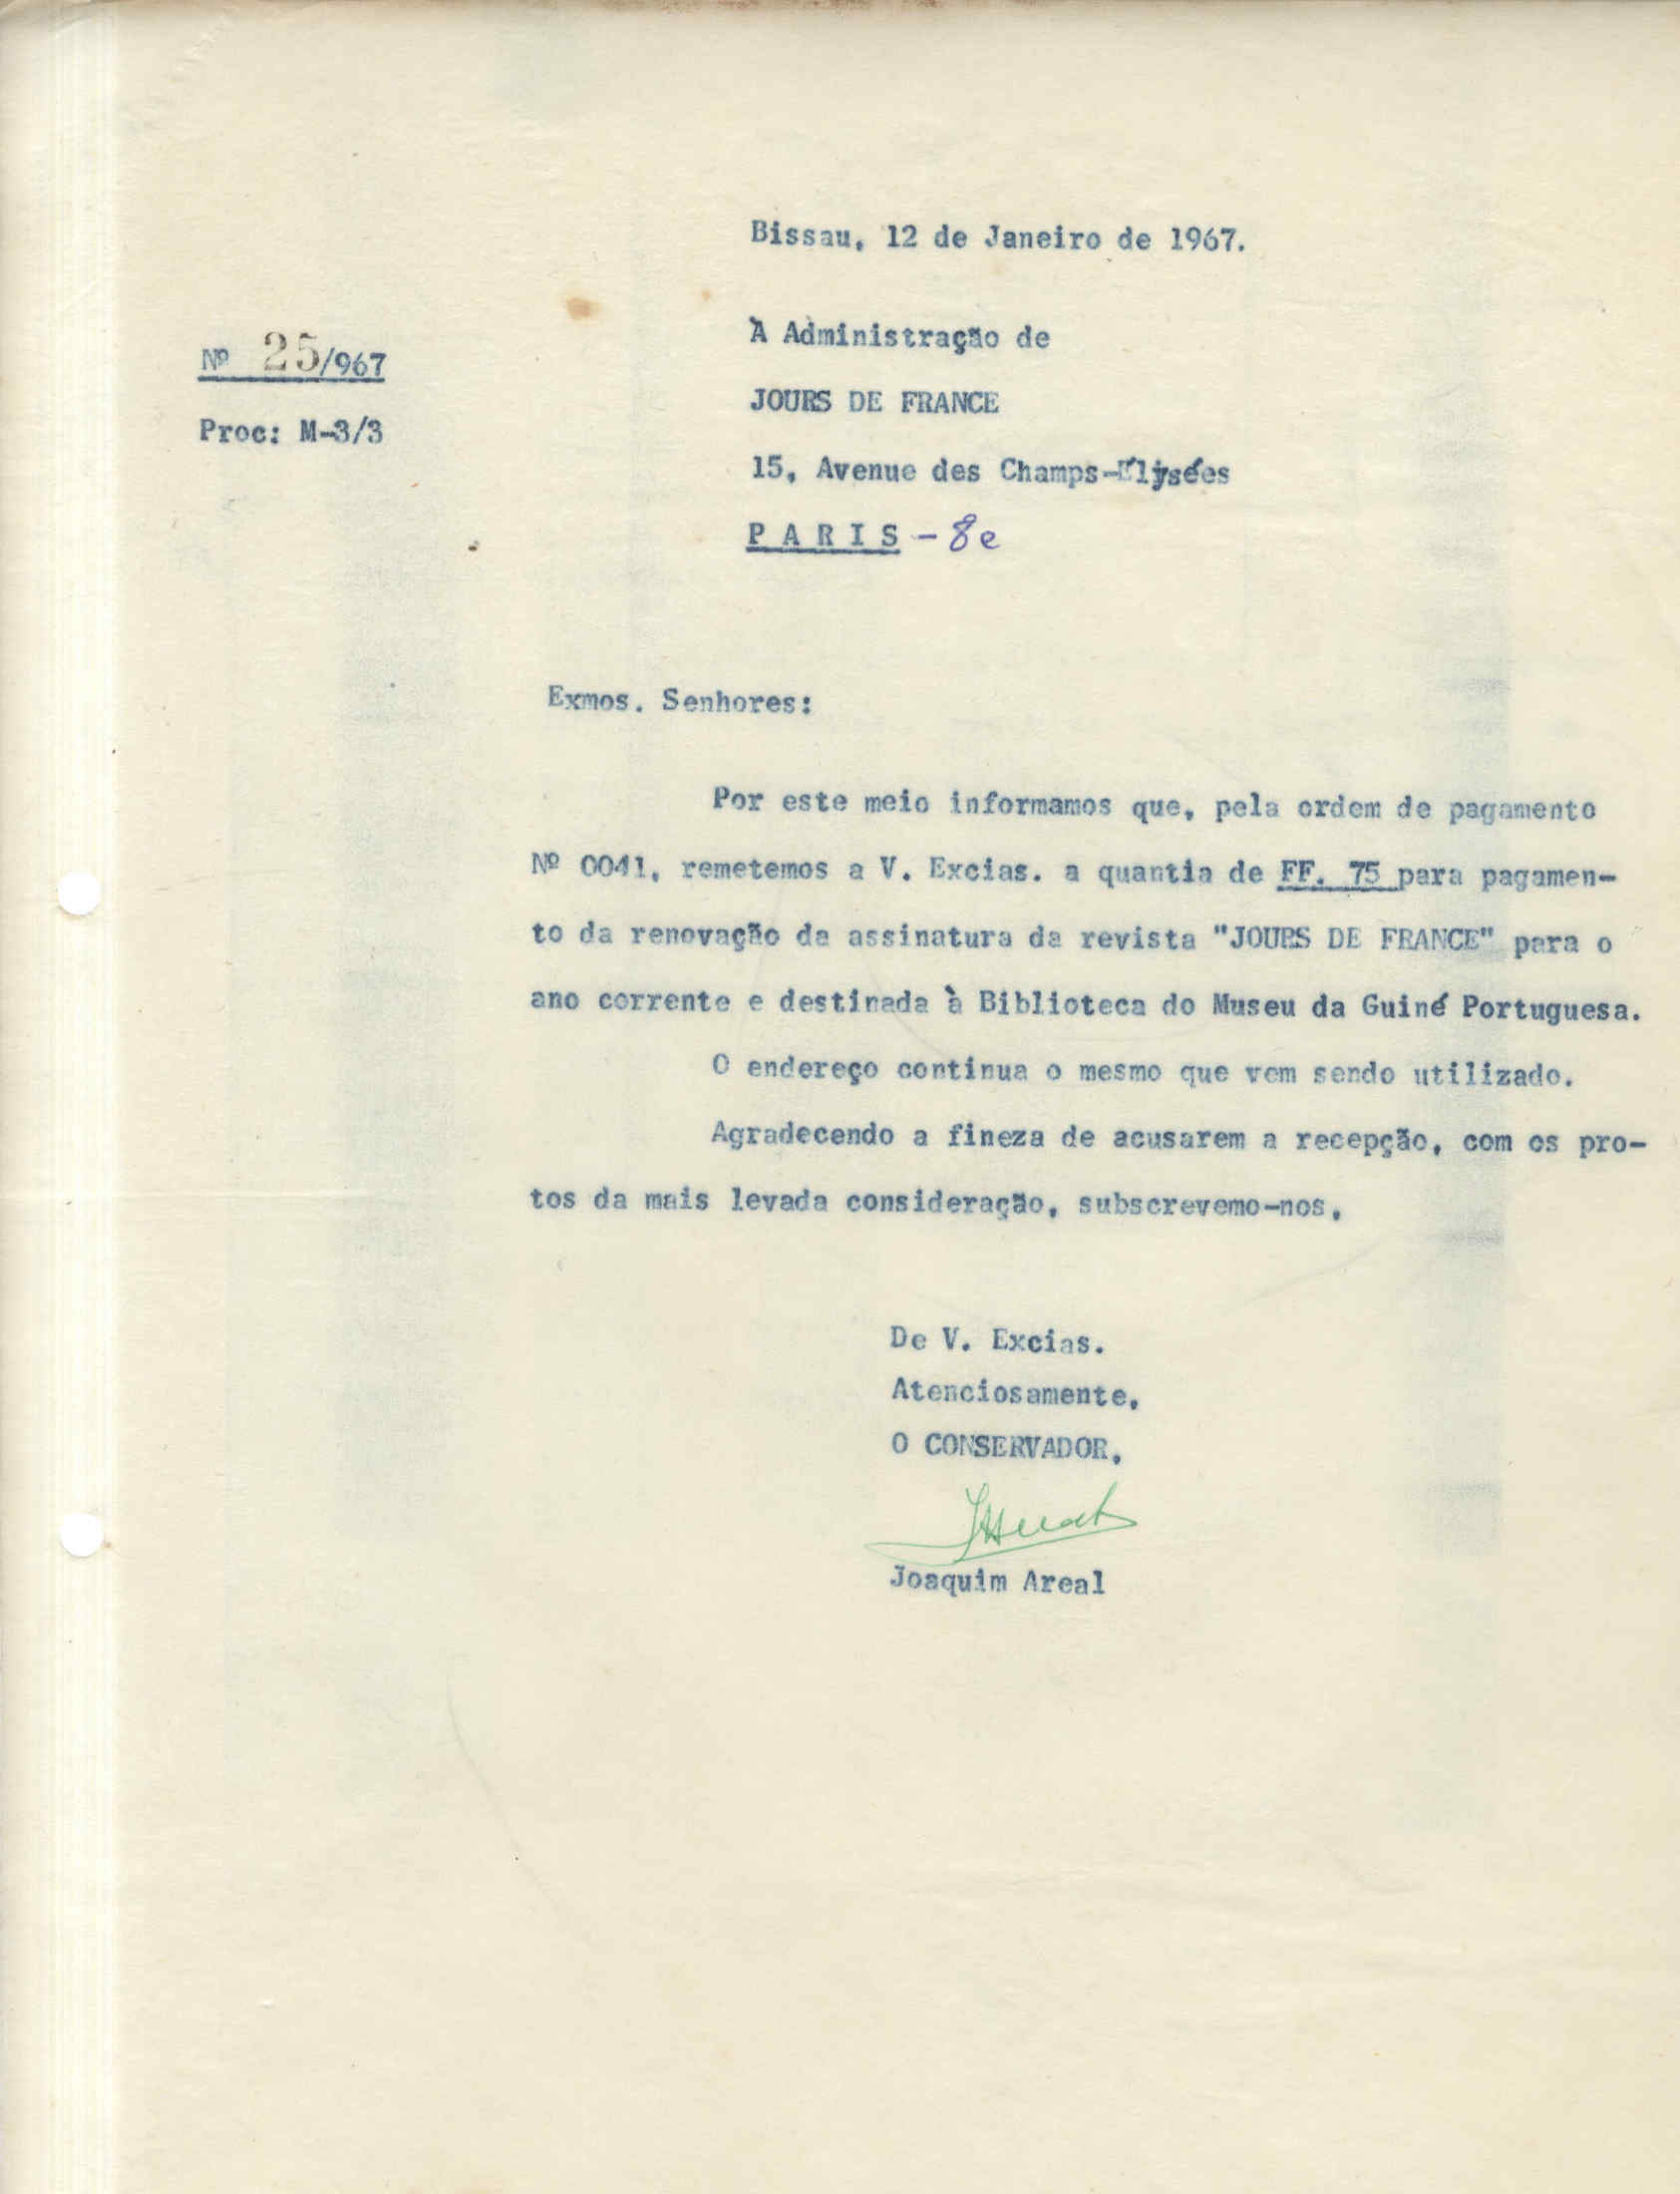 Bissau, 12 de Janeiro de 1967.
À Administração de
Nº 25/967
JOURS DE FRANCE
Proc: M-3/3
15, Avenue des Champs-Élysées
P A R I S - 8e
Exmos. Senhores:
Por este meio informamos que, pela ordem de pagamento
Nº 0041, remetemos a V. Excias. a quantia de FF. 75 para pagamen-
to da renovação da assinatura da revista "JOURS DE FRANCE" para o
ano corrente e destinada à Biblioteca do Museu da Guiné Portuguesa.
O endereço continua o mesmo que vem sendo utilizado.
Agradecendo a fineza de acusarem a recepção, com os pro-
tos da mais levada consideração, subscrevemo-nos,
De V. Excias.
Atenciosamente,
O CONSERVADOR,
Joaquim Areal